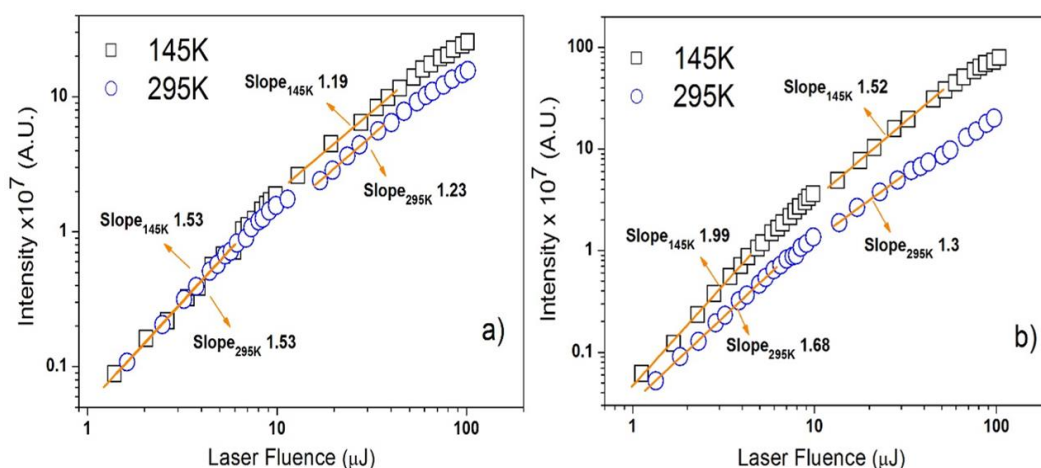 a)
145K
295K
Slope145K 1.19
Slope295K 1.23
Slope145K 1.53
Slope295K 1.53
10
1
0.1
Intensity x10^7 (A.U.)
1 10 100
Laser Fluence (μJ)
b)
145K
295K
Slope145K 1.52
Slope295K 1.3
Slope145K 1.99
Slope295K 1.68
100
10
1
0.1
Intensity x 10^7 (A.U.)
1 10 100
Laser Fluence (μJ)